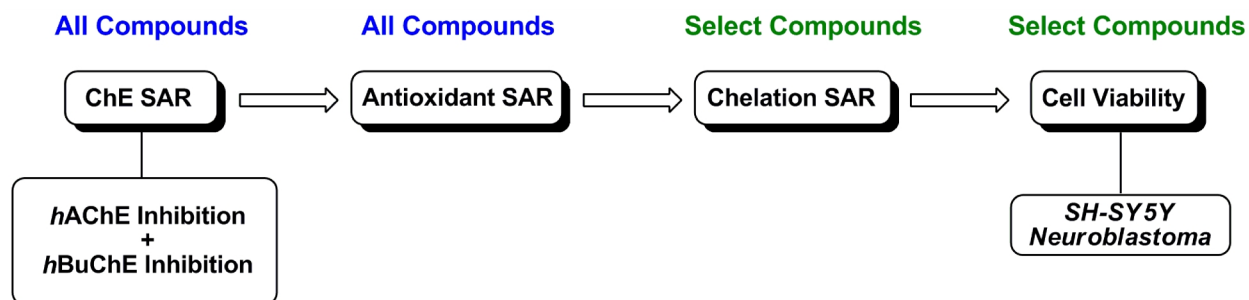 All Compounds
All Compounds
Select Compounds
Select Compounds
ChE SAR
Antioxidant SAR
Chelation SAR
Cell Viability
hAChE Inhibition
+
hBuChE Inhibition
SH-SY5Y
Neuroblastoma